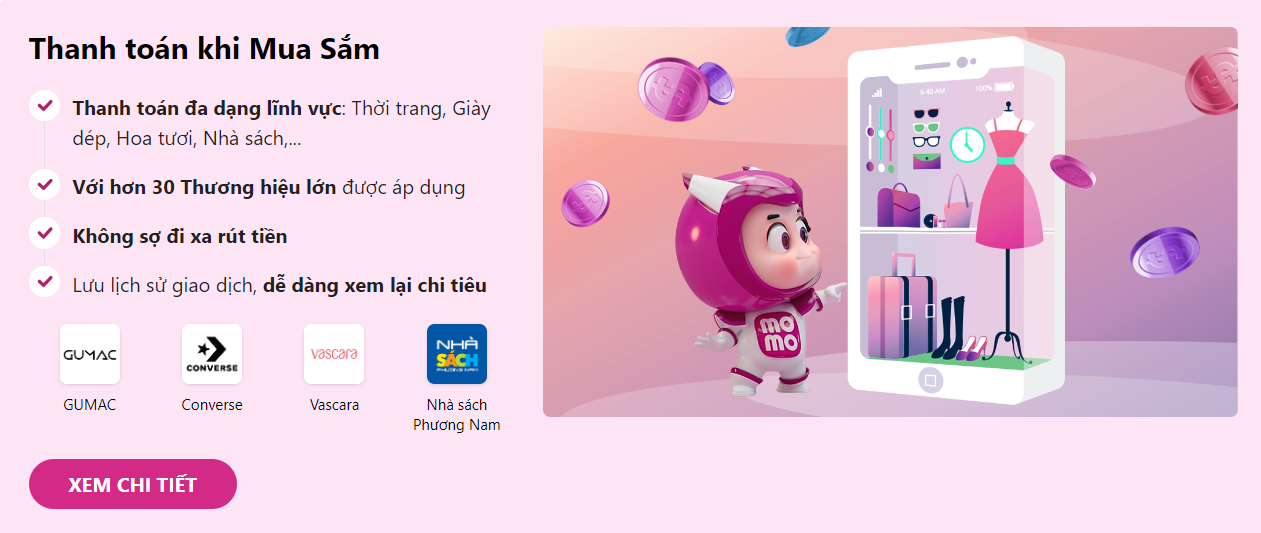 Thanh toán khi Mua Sắm
Thanh toán đa dạng lĩnh vực: Thời trang, Giày
dép, Hoa tươi, Nhà sách,...
Với hơn 30 Thương hiệu lớn được áp dụng
Không sợ đi xa rút tiền
Lưu lịch sử giao dịch, dễ dàng xem lại chi tiêu
GUMAC
CONVERSE
vascara
NHÀ
SÁCH
PHƯƠNG NAM
GUMAC
Converse
Vascara
Nhà sách
Phương Nam
XEM CHI TIẾT
9:40 AM
100%
mo
mo